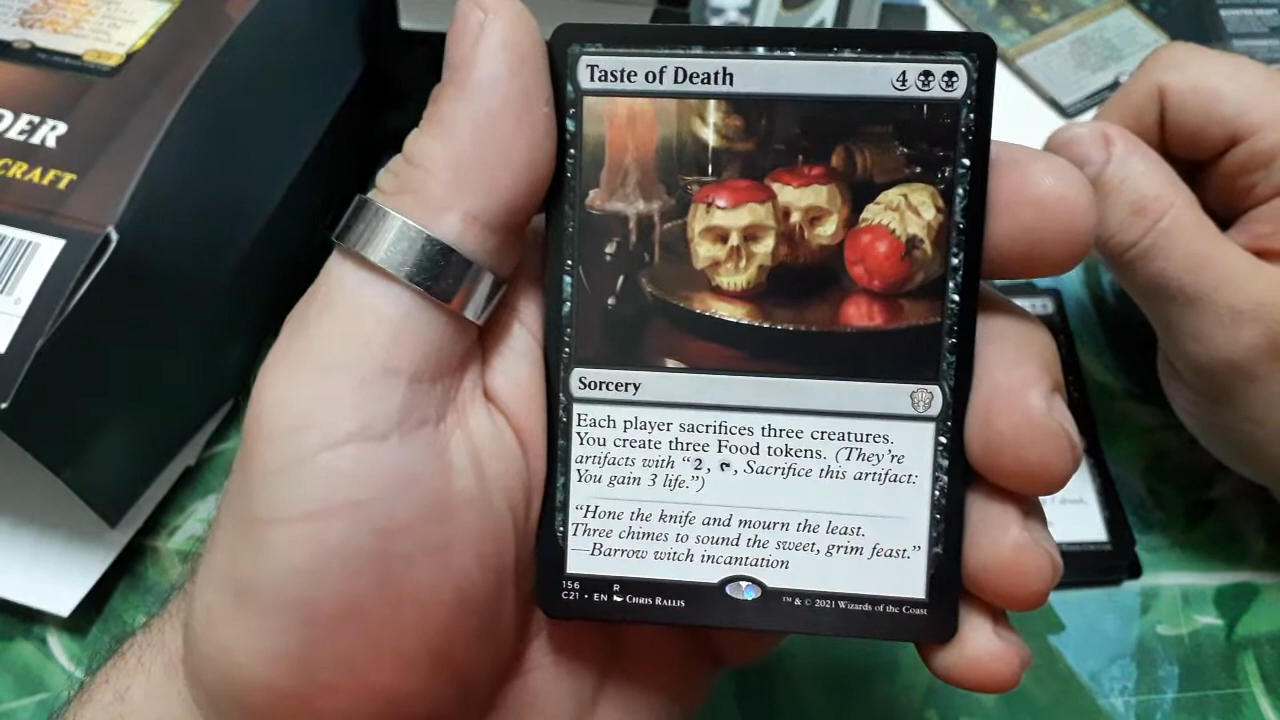 DER
CRAFT
Taste of Death 4
Sorcery
Each player sacrifices three creatures.
You create three Food tokens. (They're
artifacts with “2, , Sacrifice this artifact:
You gain 3 life.”)
“Hone the knife and mourn the least.
Three chimes to sound the sweet, grim feast.”
—Barrow witch incantation
156 R
C21 • EN Chris Rallis
™ & © 2021 Wizards of the Coast